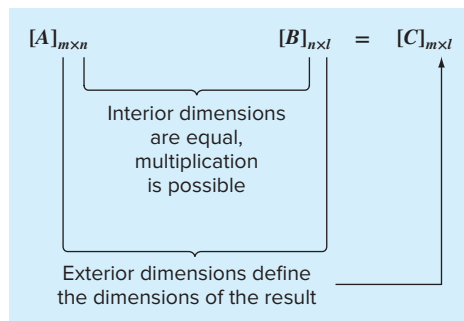 [A]m×n [B]n×l = [C]m×l
Interior dimensions
are equal,
multiplication
is possible
Exterior dimensions define
the dimensions of the result